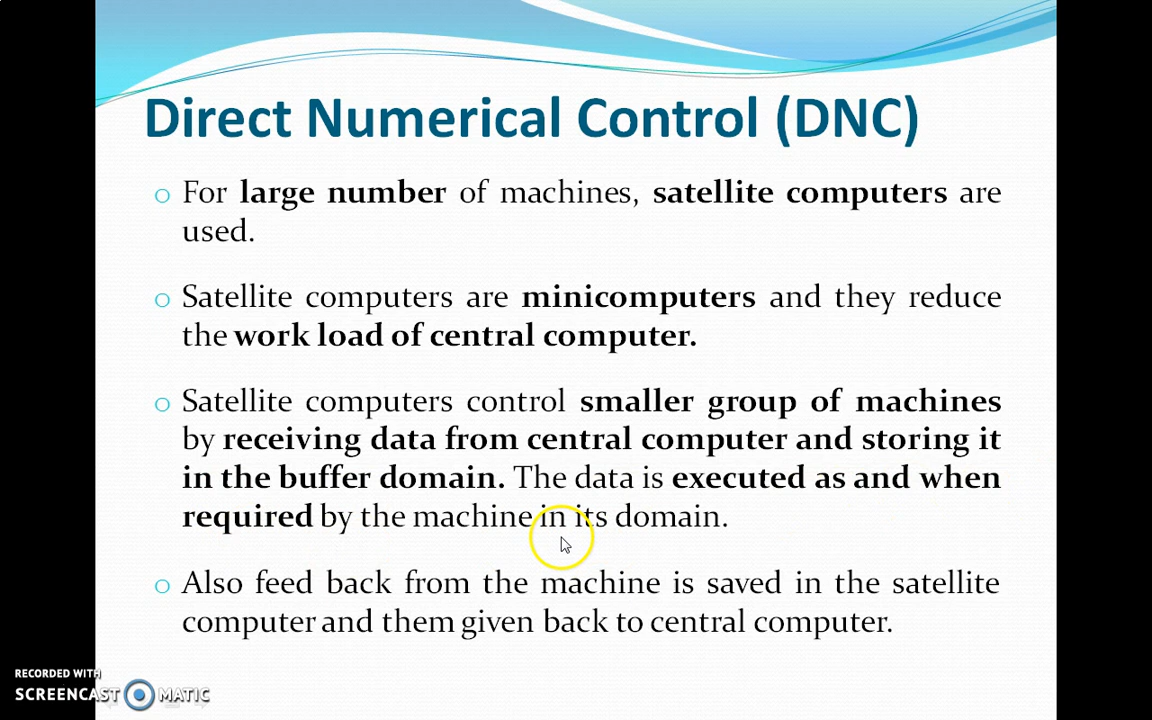 Direct Numerical Control (DNC)
o For large number of machines, satellite computers are
used.
o Satellite computers are minicomputers and they reduce
the work load of central computer.
o Satellite computers control smaller group of machines
by receiving data from central computer and storing it
in the buffer domain. The data is executed as and when
required by the machine in its domain.
o Also feed back from the machine is saved in the satellite
computer and them given back to central computer.
RECORDED WITH
SCREENCAST MATIC